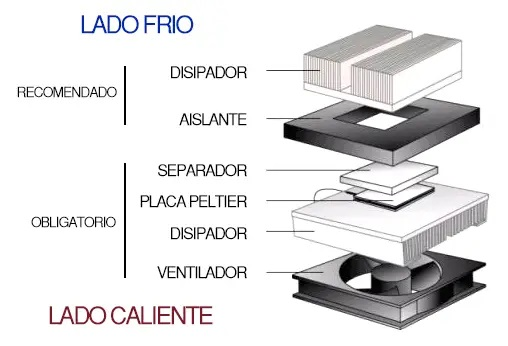 LADO FRIO
DISIPADOR
RECOMENDADO
AISLANTE
SEPARADOR
PLACA PELTIER
OBLIGATORIO
DISIPADOR
VENTILADOR
LADO CALIENTE